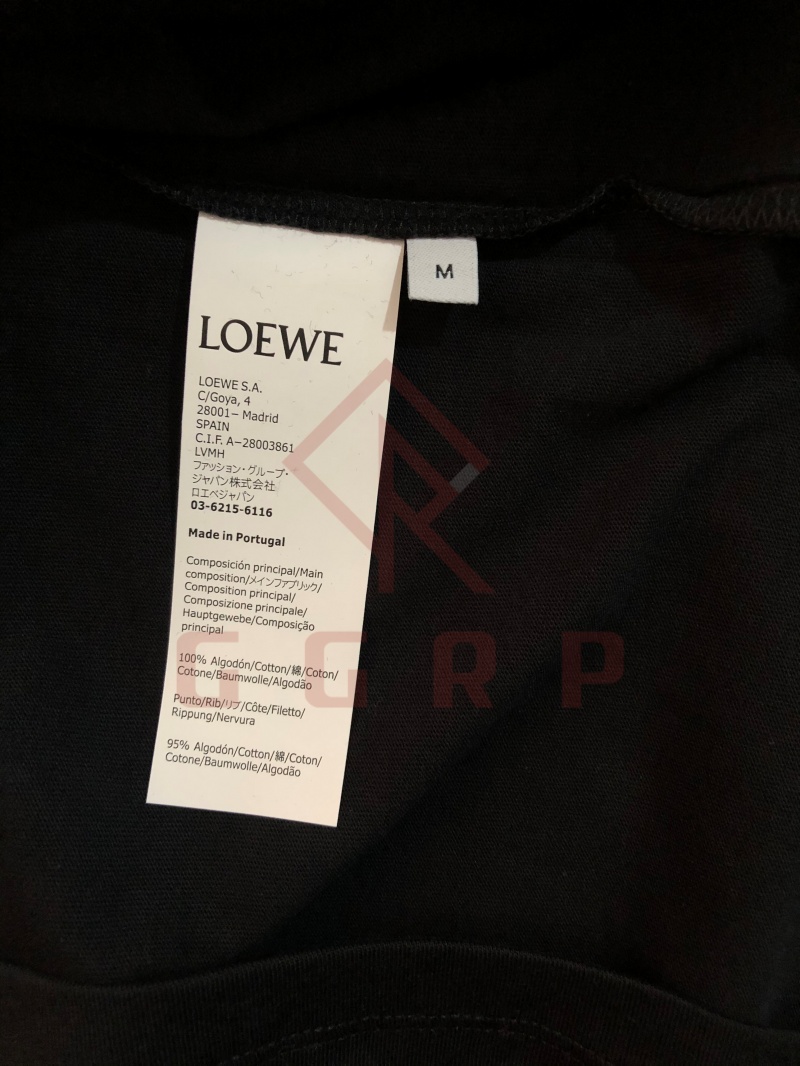 M
LOEWE
LOEWE S.A.
C/Goya, 4
28001– Madrid
SPAIN
C.I.F. A–28003861
LVMH
ファッション・グループ・
ジャパン株式会社
ロエベジャパン
03-6215-6116
Made in Portugal
Composición principal/Main
composition/メインファブリック/
Composition principal/
Composizione principale/
Hauptgewebe/Composição
principal
100% Algodón/Cotton/綿/Coton/
Cotone/Baumwolle/Algodão
Punto/Rib/リブ/Côte/Filetto/
Rippung/Nervura
95% Algodón/Cotton/綿/Coton/
Cotone/Baumwolle/Algodão
GGRP